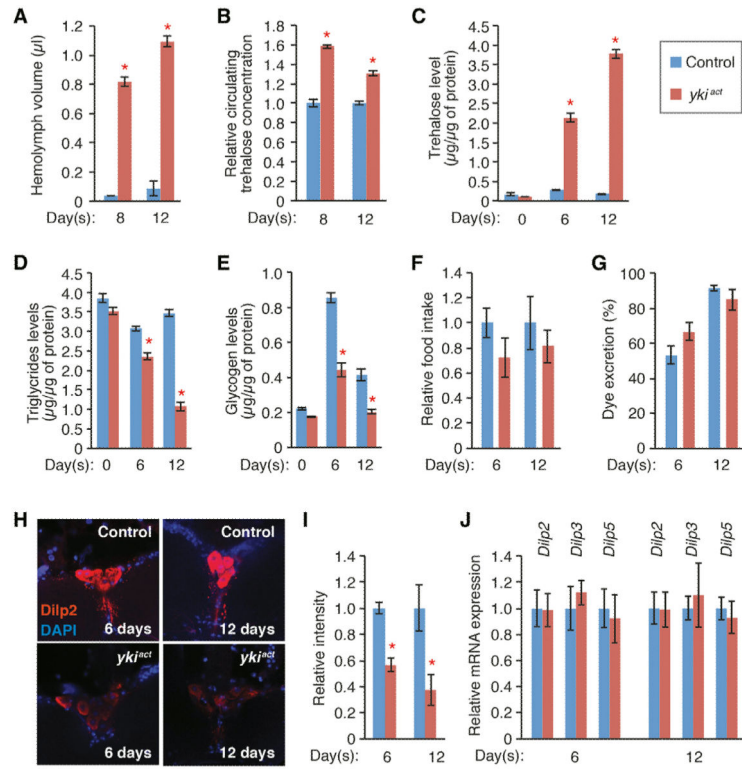 A
Hemolymph volume (µl)
1.2
1.0
0.8
0.6
0.4
0.2
0
*
*
Day(s): 8 12
B
Relative circulating
trehalose concentration
1.8
1.6
1.4
1.2
1.0
0.8
0.6
0.4
0.2
0
*
*
Day(s): 8 12
C
Trehalose level
(µg/µg of protein)
4.5
4.0
3.5
3.0
2.5
2.0
1.5
1.0
0.5
0
*
*
Day(s): 0 6 12
Control
yki^act
D
Triglycrides levels
(µg/µg of protein)
4.5
4.0
3.5
3.0
2.5
2.0
1.5
1.0
0.5
0
*
*
Day(s): 0 6 12
E
Glycogen levels
(µg/µg of protein)
1.0
0.8
0.6
0.4
0.2
0
*
*
Day(s): 0 6 12
F
Relative food intake
1.4
1.2
1.0
0.8
0.6
0.4
0.2
0
Day(s): 6 12
G
Dye excretion (%)
100
80
60
40
20
0
Day(s): 6 12
H
Control
Dilp2
DAPI
6 days
Control
12 days
yki^act
6 days
yki^act
12 days
I
Relative intensity
1.4
1.2
1.0
0.8
0.6
0.4
0.2
0
*
*
Day(s): 6 12
J
Relative mRNA expression
1.4
1.2
1.0
0.8
0.6
0.4
0.2
0
Dilp2 Dilp3 Dilp5 Dilp2 Dilp3 Dilp5
Day(s): 6 12